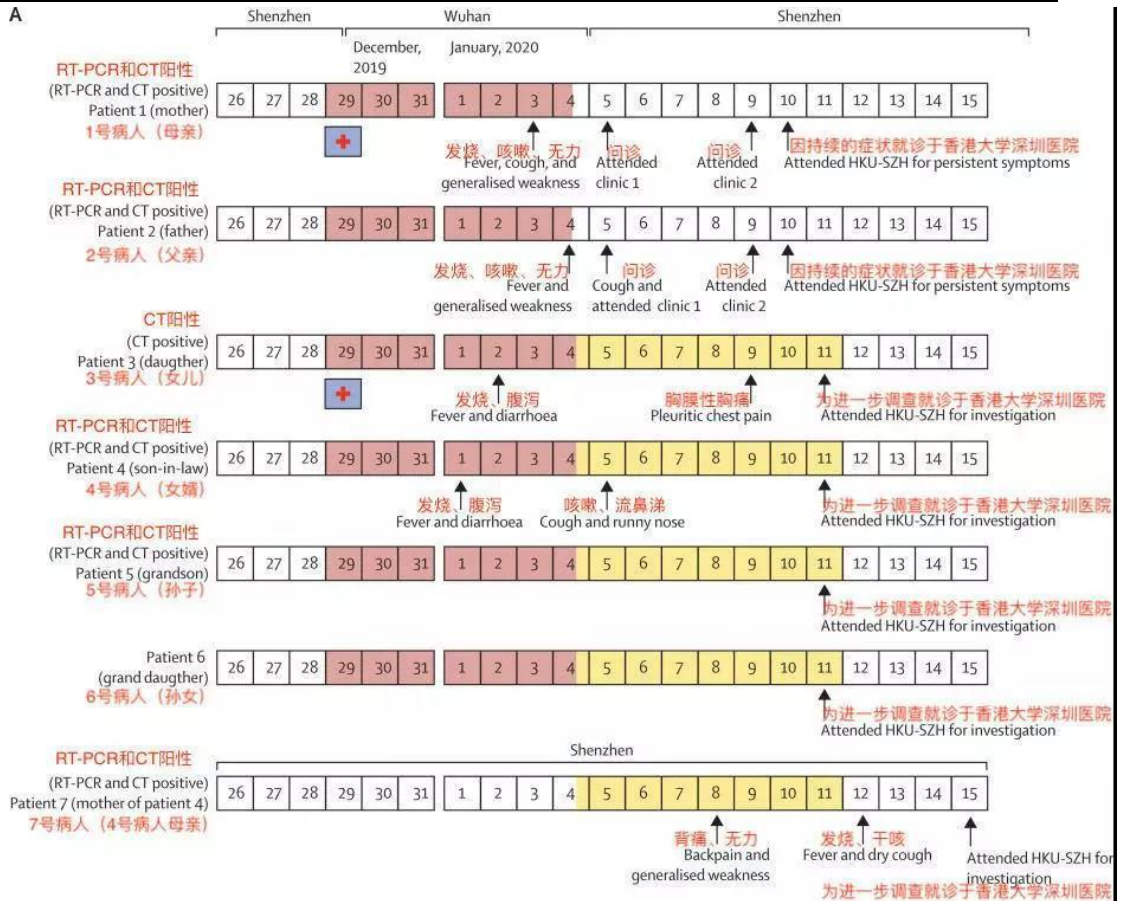 A
Shenzhen
Wuhan
Shenzhen
December, 2019
January, 2020
RT-PCR和CT阳性
(RT-PCR and CT positive)
Patient 1 (mother)
1号病人（母亲）
26 27 28 29 30 31 1 2 3 4 5 6 7 8 9 10 11 12 13 14 15
发烧、咳嗽、无力
Fever, cough, and
generalised weakness
问诊
Attended
clinic 1
问诊
Attended
clinic 2
因持续的症状就诊于香港大学深圳医院
Attended HKU-SZH for persistent symptoms
RT-PCR和CT阳性
(RT-PCR and CT positive)
Patient 2 (father)
2号病人（父亲）
26 27 28 29 30 31 1 2 3 4 5 6 7 8 9 10 11 12 13 14 15
发烧、咳嗽、无力
Fever and
generalised weakness
问诊
Cough and
attended clinic 1
问诊
Attended
clinic 2
因持续的症状就诊于香港大学深圳医院
Attended HKU-SZH for persistent symptoms
CT阳性
(CT positive)
Patient 3 (daugther)
3号病人（女儿）
26 27 28 29 30 31 1 2 3 4 5 6 7 8 9 10 11 12 13 14 15
发烧、腹泻
Fever and diarrhoea
胸膜性胸痛
Pleuritic chest pain
为进一步调查就诊于香港大学深圳医院
Attended HKU-SZH for investigation
RT-PCR和CT阳性
(RT-PCR and CT positive)
Patient 4 (son-in-law)
4号病人（女婿）
26 27 28 29 30 31 1 2 3 4 5 6 7 8 9 10 11 12 13 14 15
发烧、腹泻
Fever and diarrhoea
咳嗽、流鼻涕
Cough and runny nose
为进一步调查就诊于香港大学深圳医院
Attended HKU-SZH for investigation
RT-PCR和CT阳性
(RT-PCR and CT positive)
Patient 5 (grandson)
5号病人（孙子）
26 27 28 29 30 31 1 2 3 4 5 6 7 8 9 10 11 12 13 14 15
为进一步调查就诊于香港大学深圳医院
Attended HKU-SZH for investigation
Patient 6
(grand daugther)
6号病人（孙女）
26 27 28 29 30 31 1 2 3 4 5 6 7 8 9 10 11 12 13 14 15
为进一步调查就诊于香港大学深圳医院
Attended HKU-SZH for investigation
Shenzhen
RT-PCR和CT阳性
(RT-PCR and CT positive)
Patient 7 (mother of patient 4)
7号病人（4号病人母亲）
26 27 28 29 30 31 1 2 3 4 5 6 7 8 9 10 11 12 13 14 15
背痛、无力
Backpain and
generalised weakness
发烧、干咳
Fever and dry cough
Attended HKU-SZH for
investigation
为进一步调查就诊于香港大学深圳医院